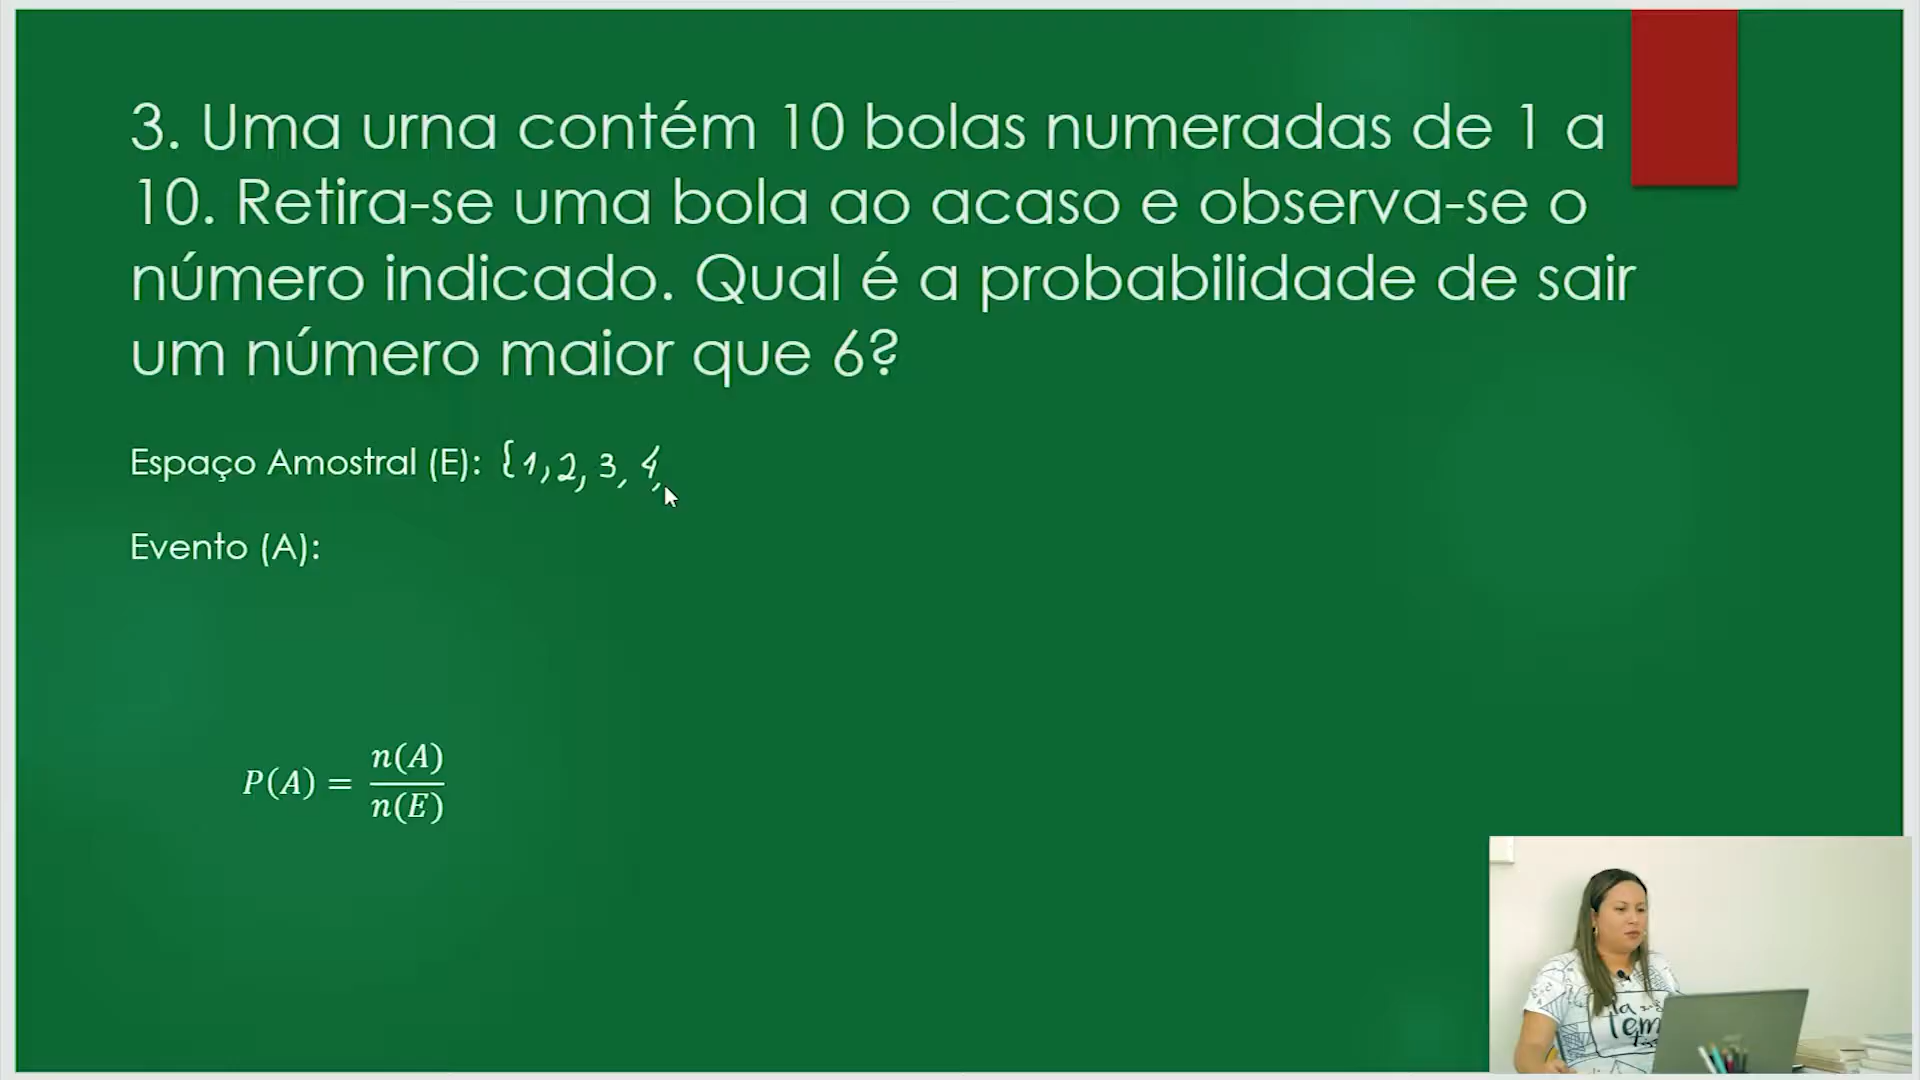 3. Uma urna contém 10 bolas numeradas de 1 a
10. Retira-se uma bola ao acaso e observa-se o
número indicado. Qual é a probabilidade de sair
um número maior que 6?
Espaço Amostral (E): {1, 2, 3, 4,
Evento (A):
P(A) = n(A)/n(E)